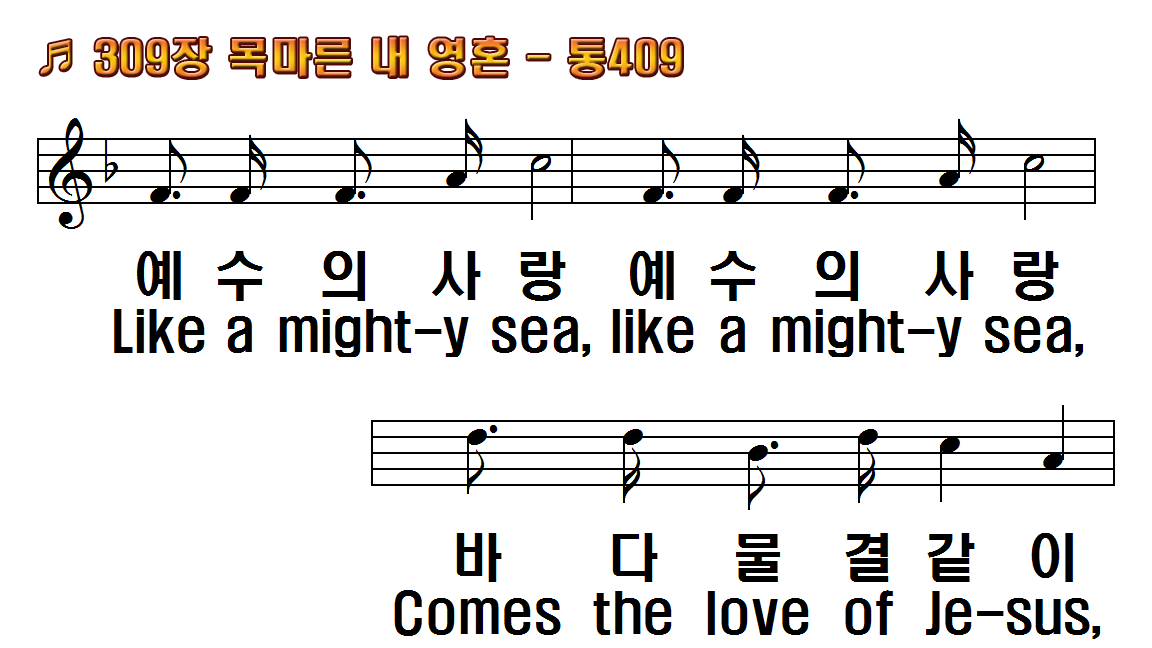 ♬ 309장 목마른 내 영혼 - 통409
예 수 의 사 랑 예 수 의 사 랑
Like a might-y sea, like a might-y sea,
바 다 물 결 같 이
Comes the love of Je-sus,